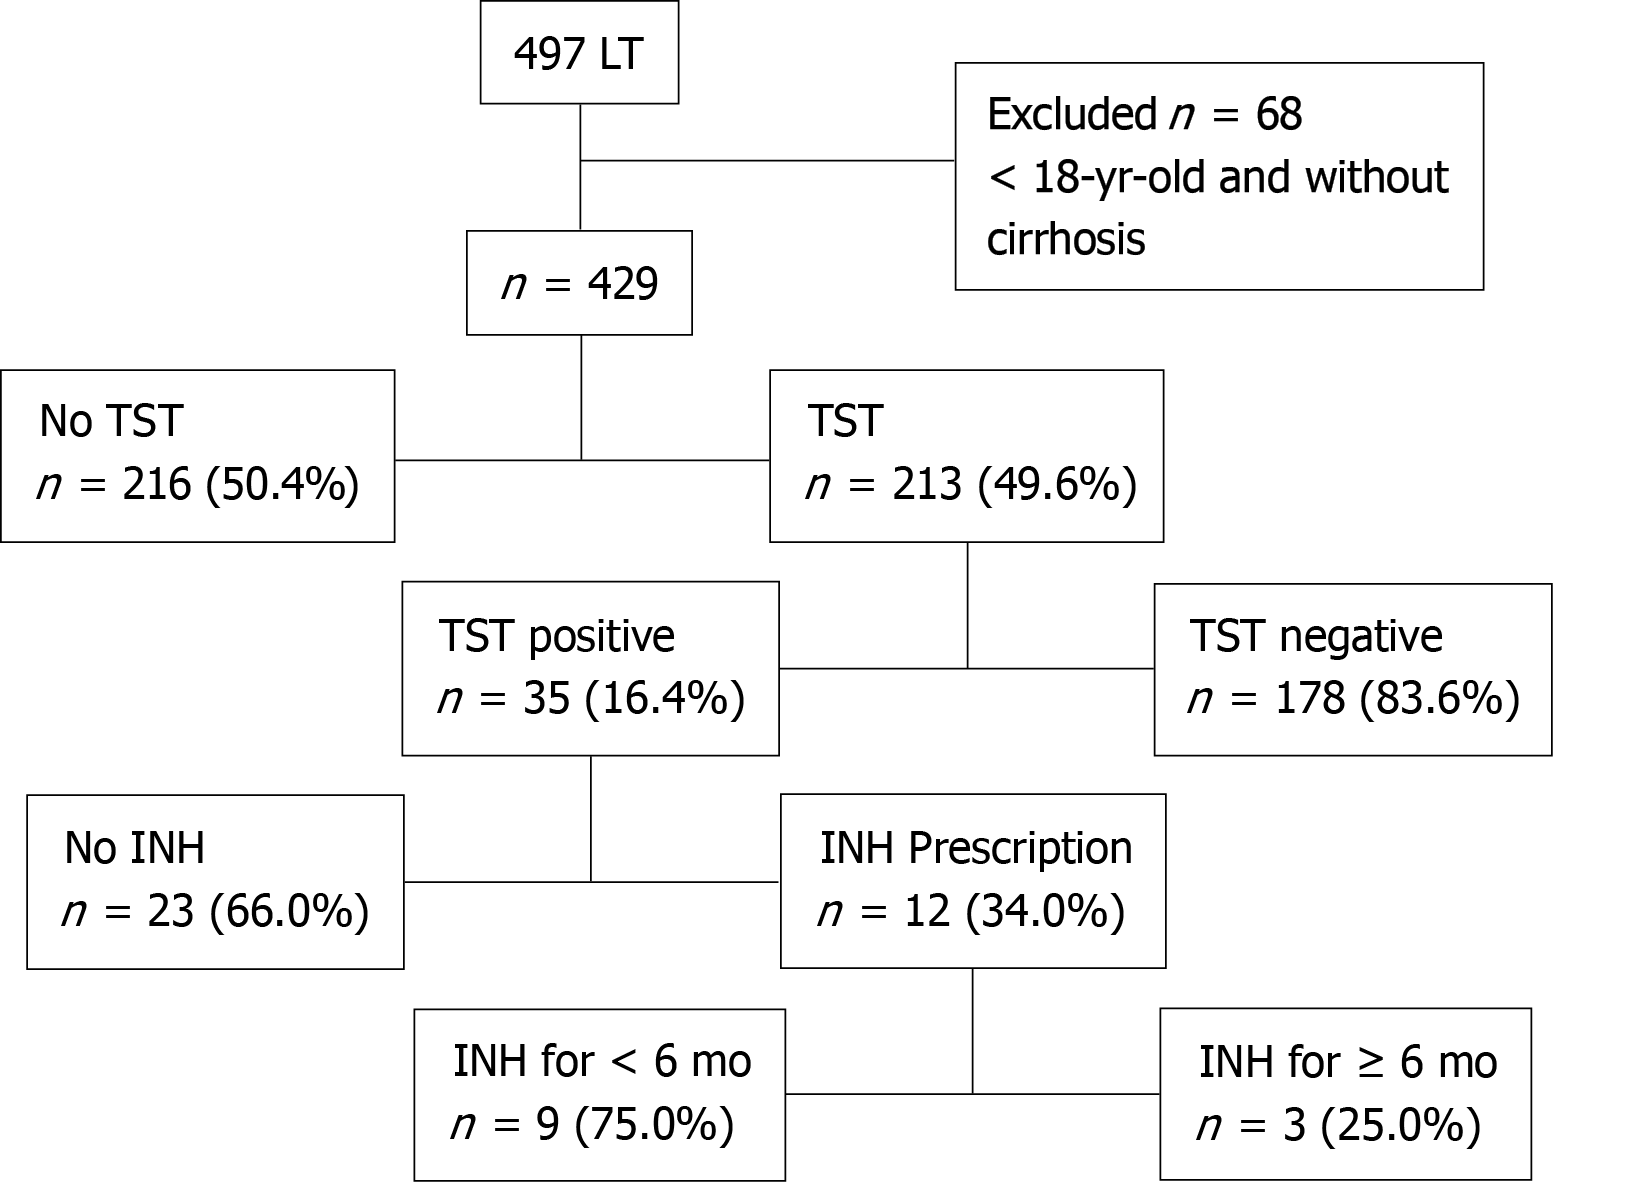 497 LT
Excluded n = 68
< 18-yr-old and without
cirrhosis
n = 429
No TST
n = 216 (50.4%)
TST
n = 213 (49.6%)
TST positive
n = 35 (16.4%)
TST negative
n = 178 (83.6%)
No INH
n = 23 (66.0%)
INH Prescription
n = 12 (34.0%)
INH for < 6 mo
n = 9 (75.0%)
INH for ≥ 6 mo
n = 3 (25.0%)